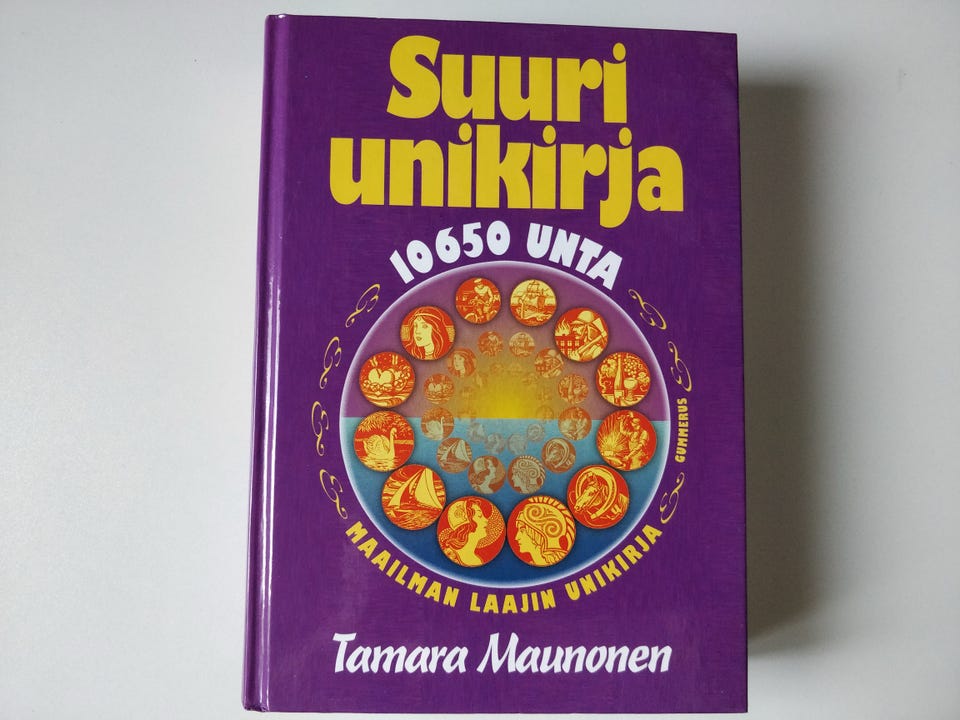 Suuri
unikirja
10650 UNTA
GUMMERUS
MAAILMAN LAAJIN UNIKIRJA
Tamara Maunonen